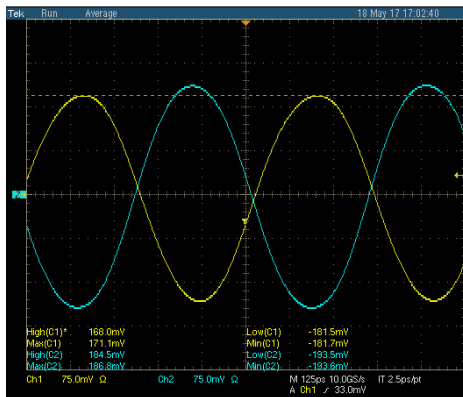 Tek Run Average 18 May 17 17:02:40
High(C1)* 168.0mV Low(C1) -181.5mV
Max(C1) 171.1mV Min(C1) -181.7mV
High(C2) 184.5mV Low(C2) -193.5mV
Max(C2) 186.8mV Min(C2) -193.6mV
Ch1 75.0mV Ω Ch2 75.0mV Ω M 125ps 10.0GS/s IT 2.5ps/pt
A Ch1 / 33.0mV